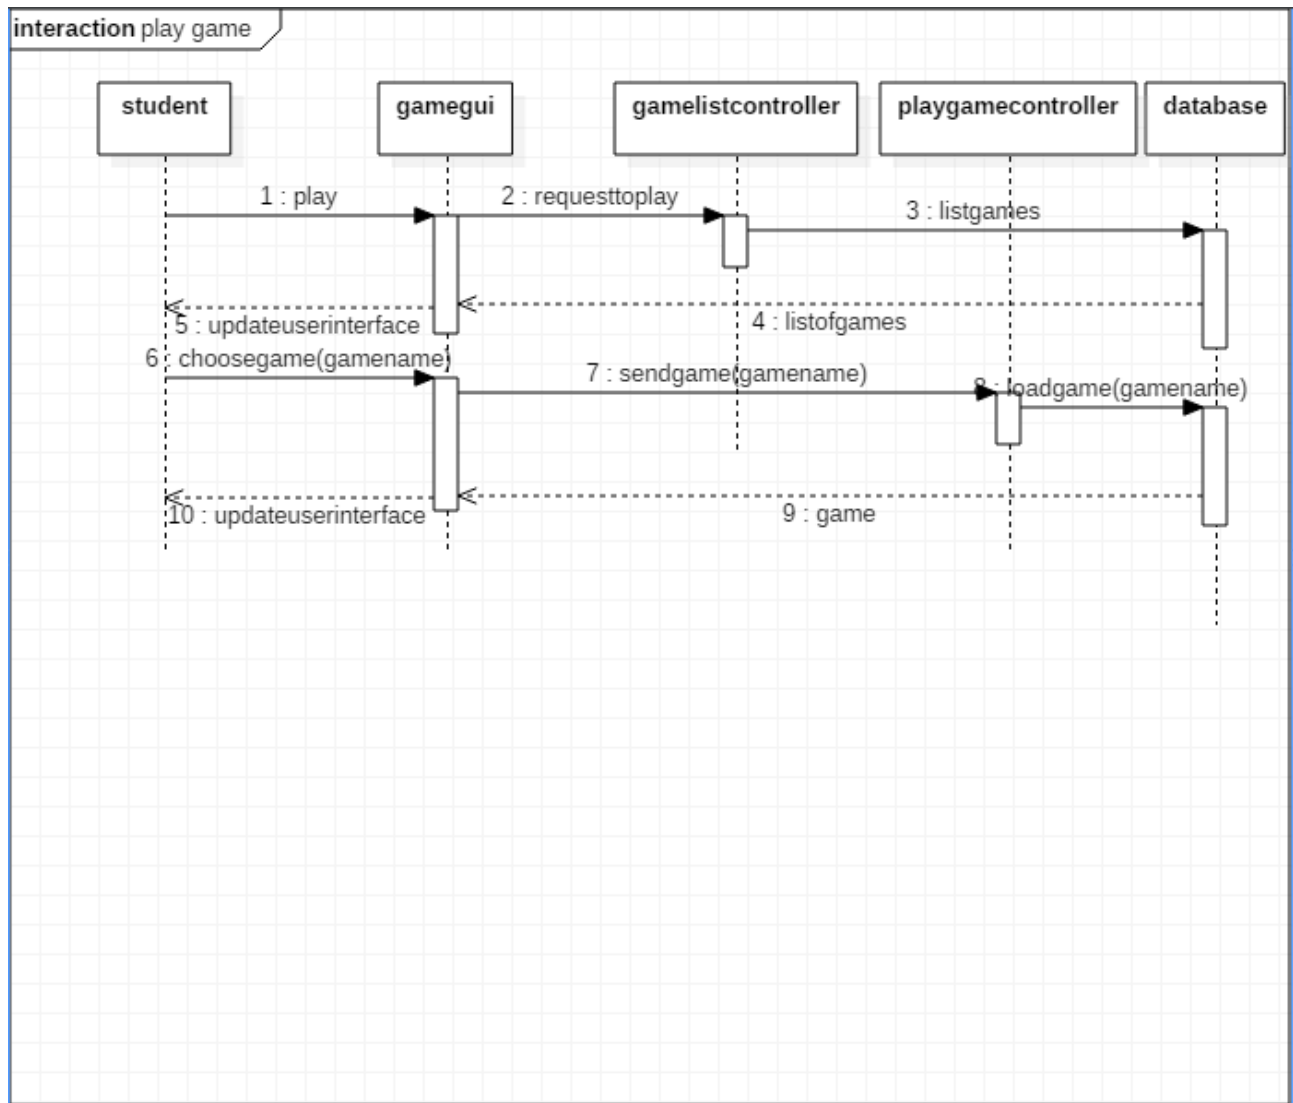 interaction play game
student
gamegui
gamelistcontroller
playgamecontroller
database
1 : play
2 : requesttoplay
3 : listgames
4 : listofgames
5 : updateuserinterface
6 : choosegame(gamename)
7 : sendgame(gamename)
8 : loadgame(gamename)
9 : game
10 : updateuserinterface